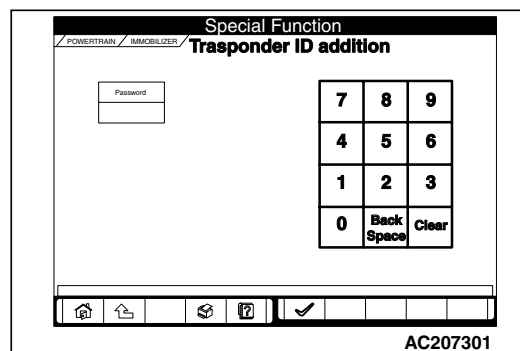 Special Function
POWERTRAIN IMMOBILIZER Trasponder ID addition
Password
7 8 9
4 5 6
1 2 3
0 Back Space Clear
?
AC207301